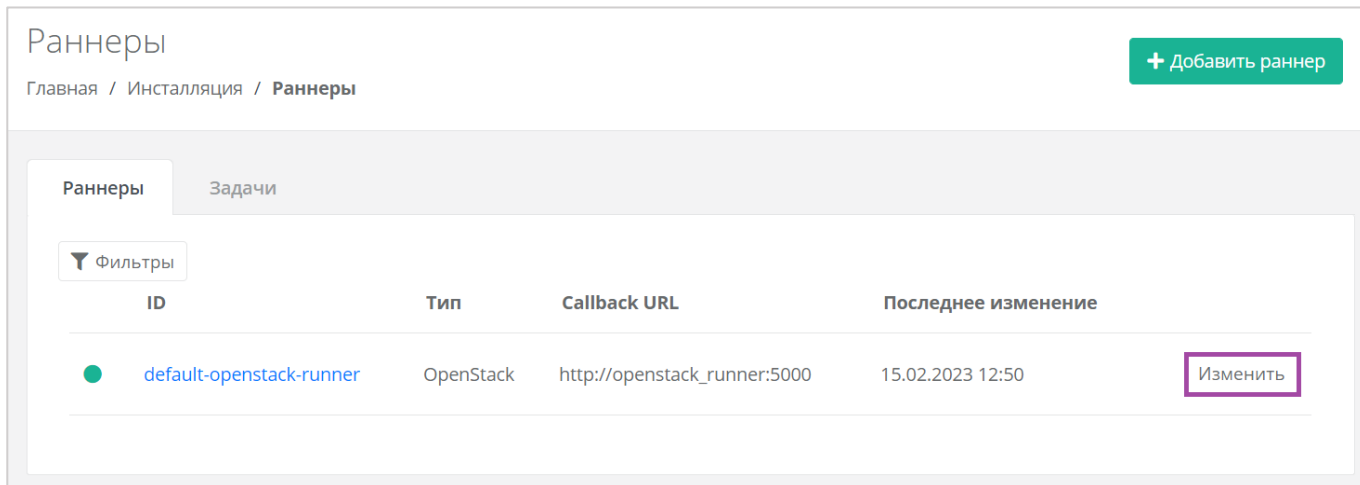 Раннеры
+ Добавить раннер
Главная / Инсталляция / Раннеры
Раннеры Задачи
Фильтры
ID Тип Callback URL Последнее изменение
default-openstack-runner OpenStack http://openstack_runner:5000 15.02.2023 12:50 Изменить